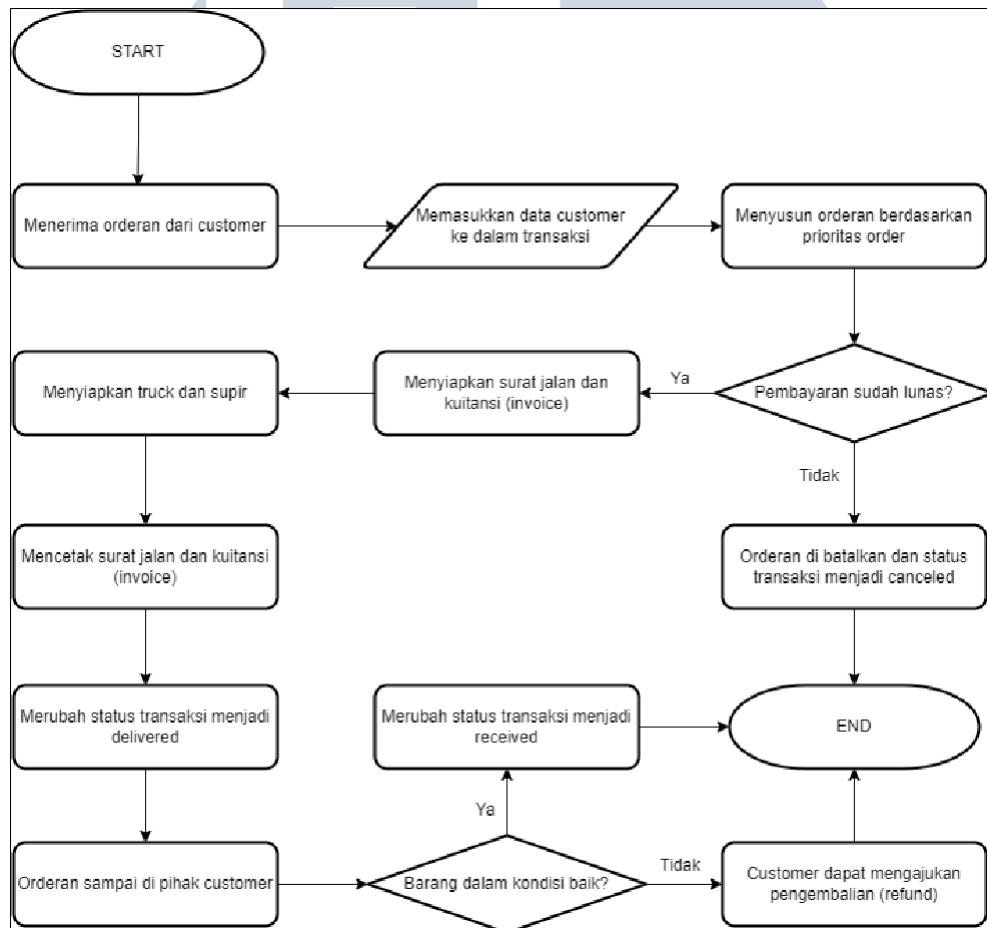 START
Menerima orderan dari customer
Memasukkan data customer
ke dalam transaksi
Menyusun orderan berdasarkan
prioritas order
Pembayaran sudah lunas?
Ya
Menyiapkan surat jalan dan
kuitansi (invoice)
Menyiapkan truck dan supir
Tidak
Mencetak surat jalan dan kuitansi
(invoice)
Orderan di batalkan dan status
transaksi menjadi canceled
Merubah status transaksi menjadi
delivered
Merubah status transaksi menjadi
received
END
Ya
Orderan sampai di pihak customer
Barang dalam kondisi baik?
Tidak
Customer dapat mengajukan
pengembalian (refund)